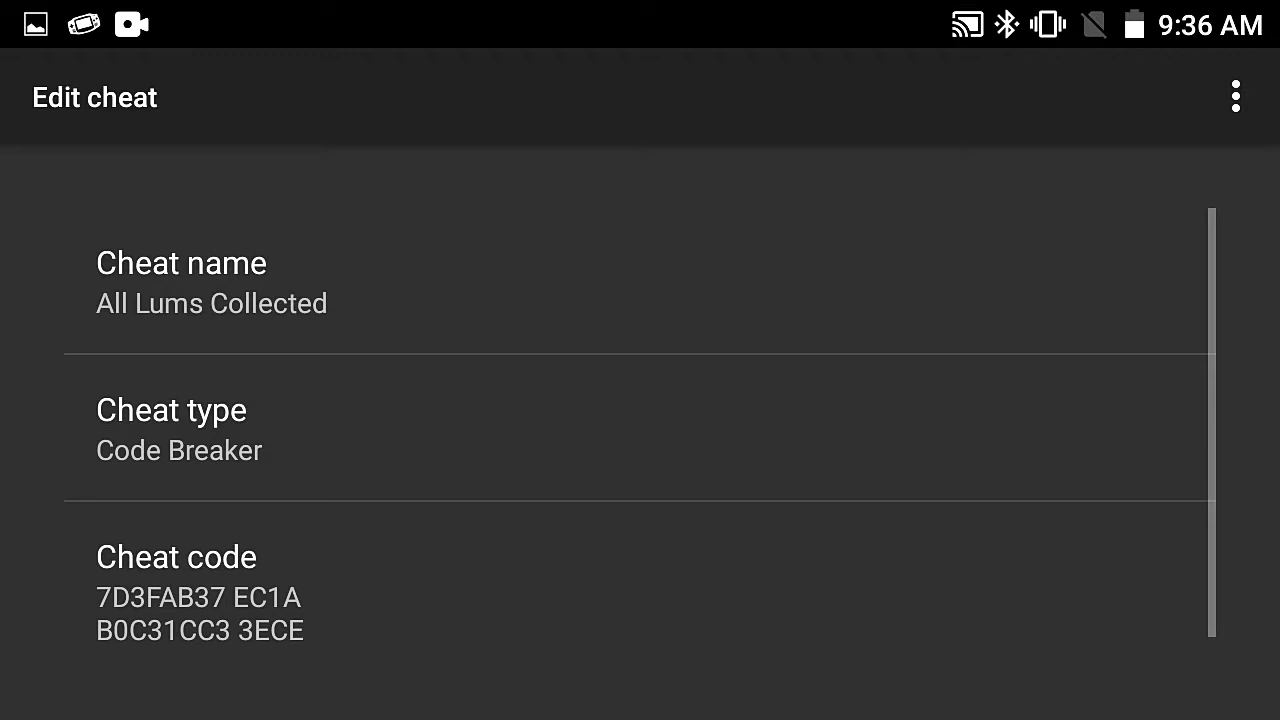 9:36 AM
Edit cheat
Cheat name
All Lums Collected
Cheat type
Code Breaker
Cheat code
7D3FAB37 EC1A
B0C31CC3 3ECE